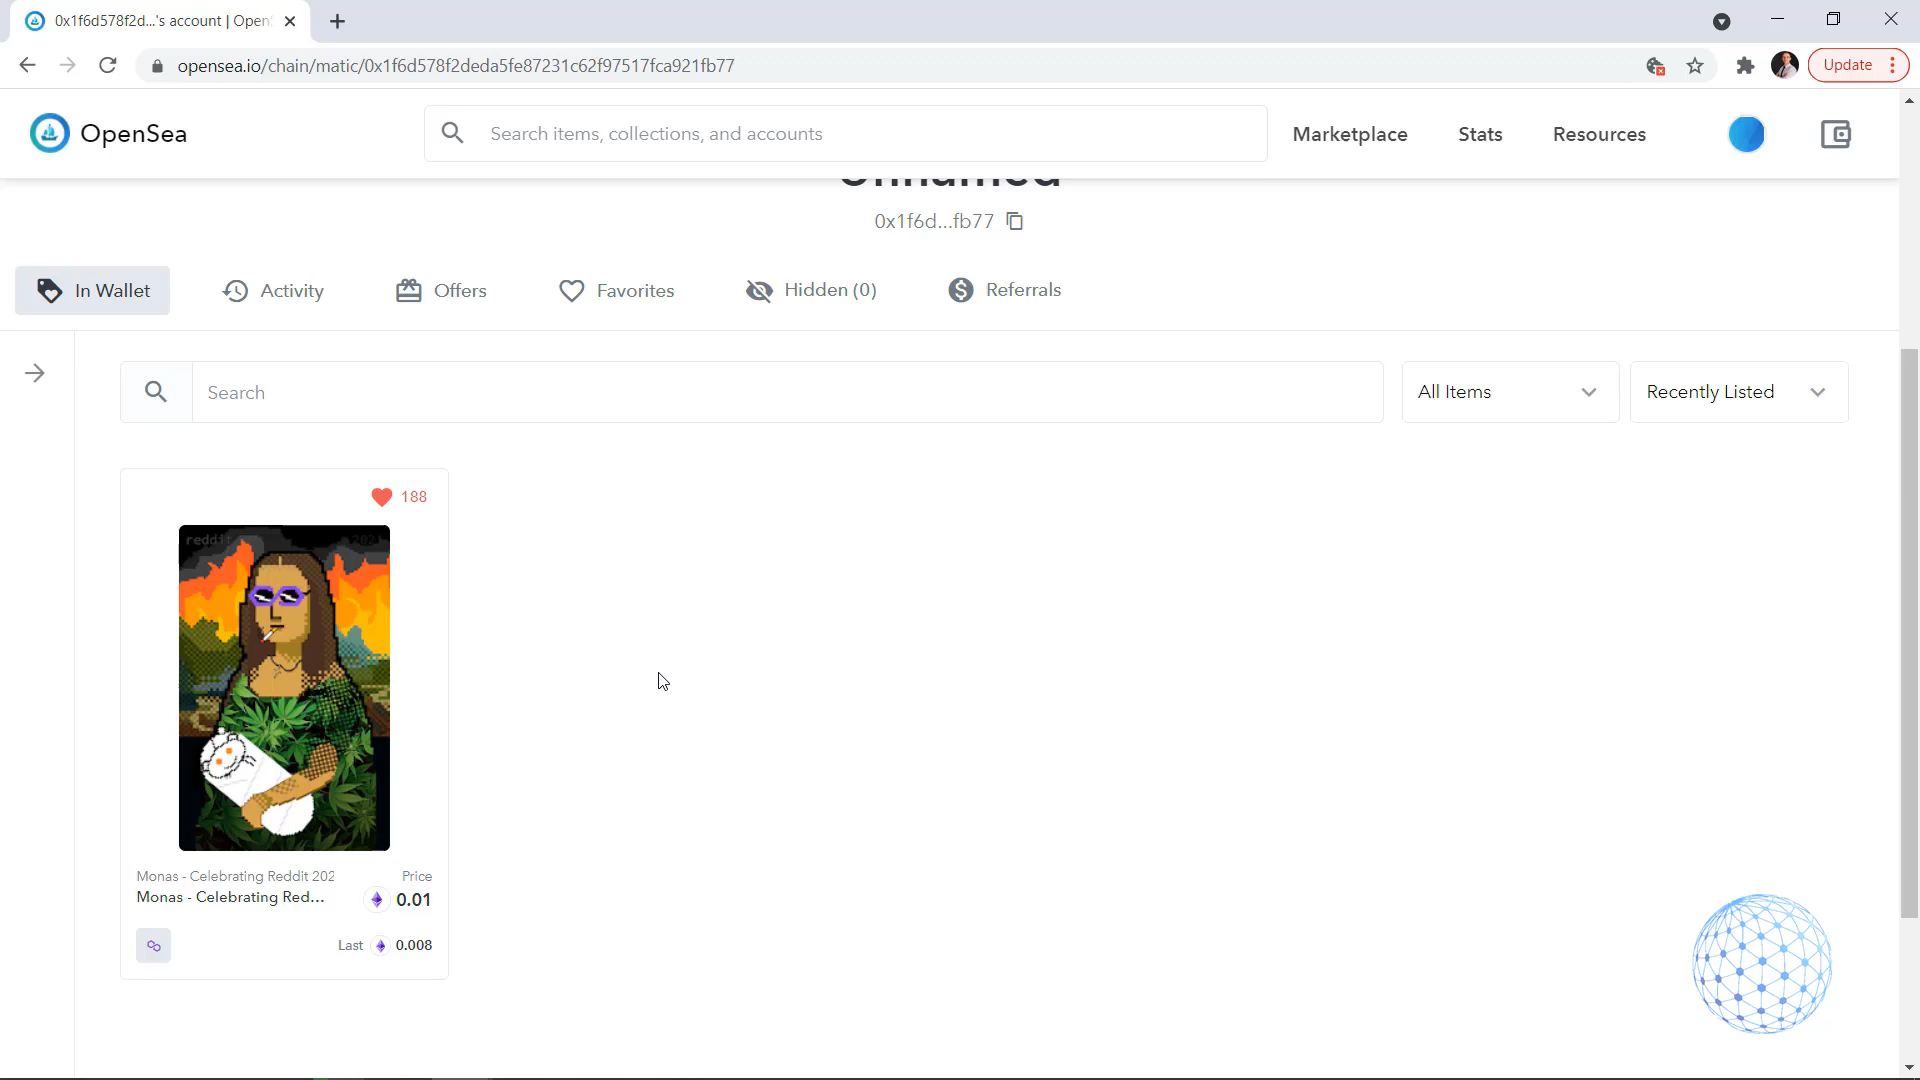 0x1f6d578f2d...'s account | Open
opensea.io/chain/matic/0x1f6d578f2deda5fe87231c62f97517fca921fb77
Update
OpenSea
Search items, collections, and accounts
Marketplace
Stats
Resources
Unnamed
0x1f6d...fb77
In Wallet
Activity
Offers
Favorites
Hidden (0)
Referrals
Search
All Items
Recently Listed
188
reddit
Monas - Celebrating Reddit 202
Price
Monas - Celebrating Red...
0.01
Last 0.008